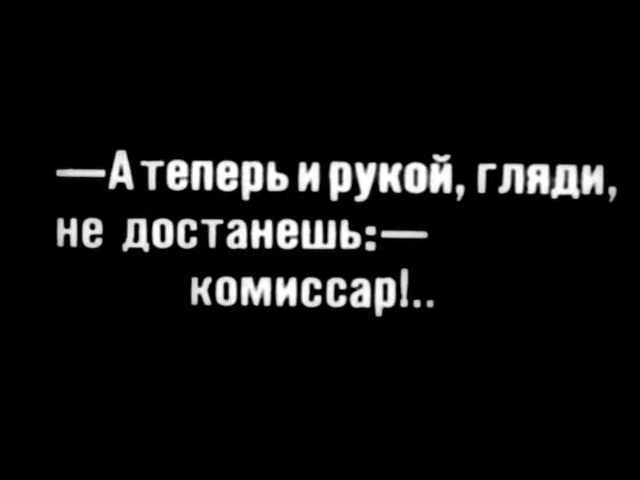 —А теперь и рукой, гляди,
не достанешь:—
комиссар!..